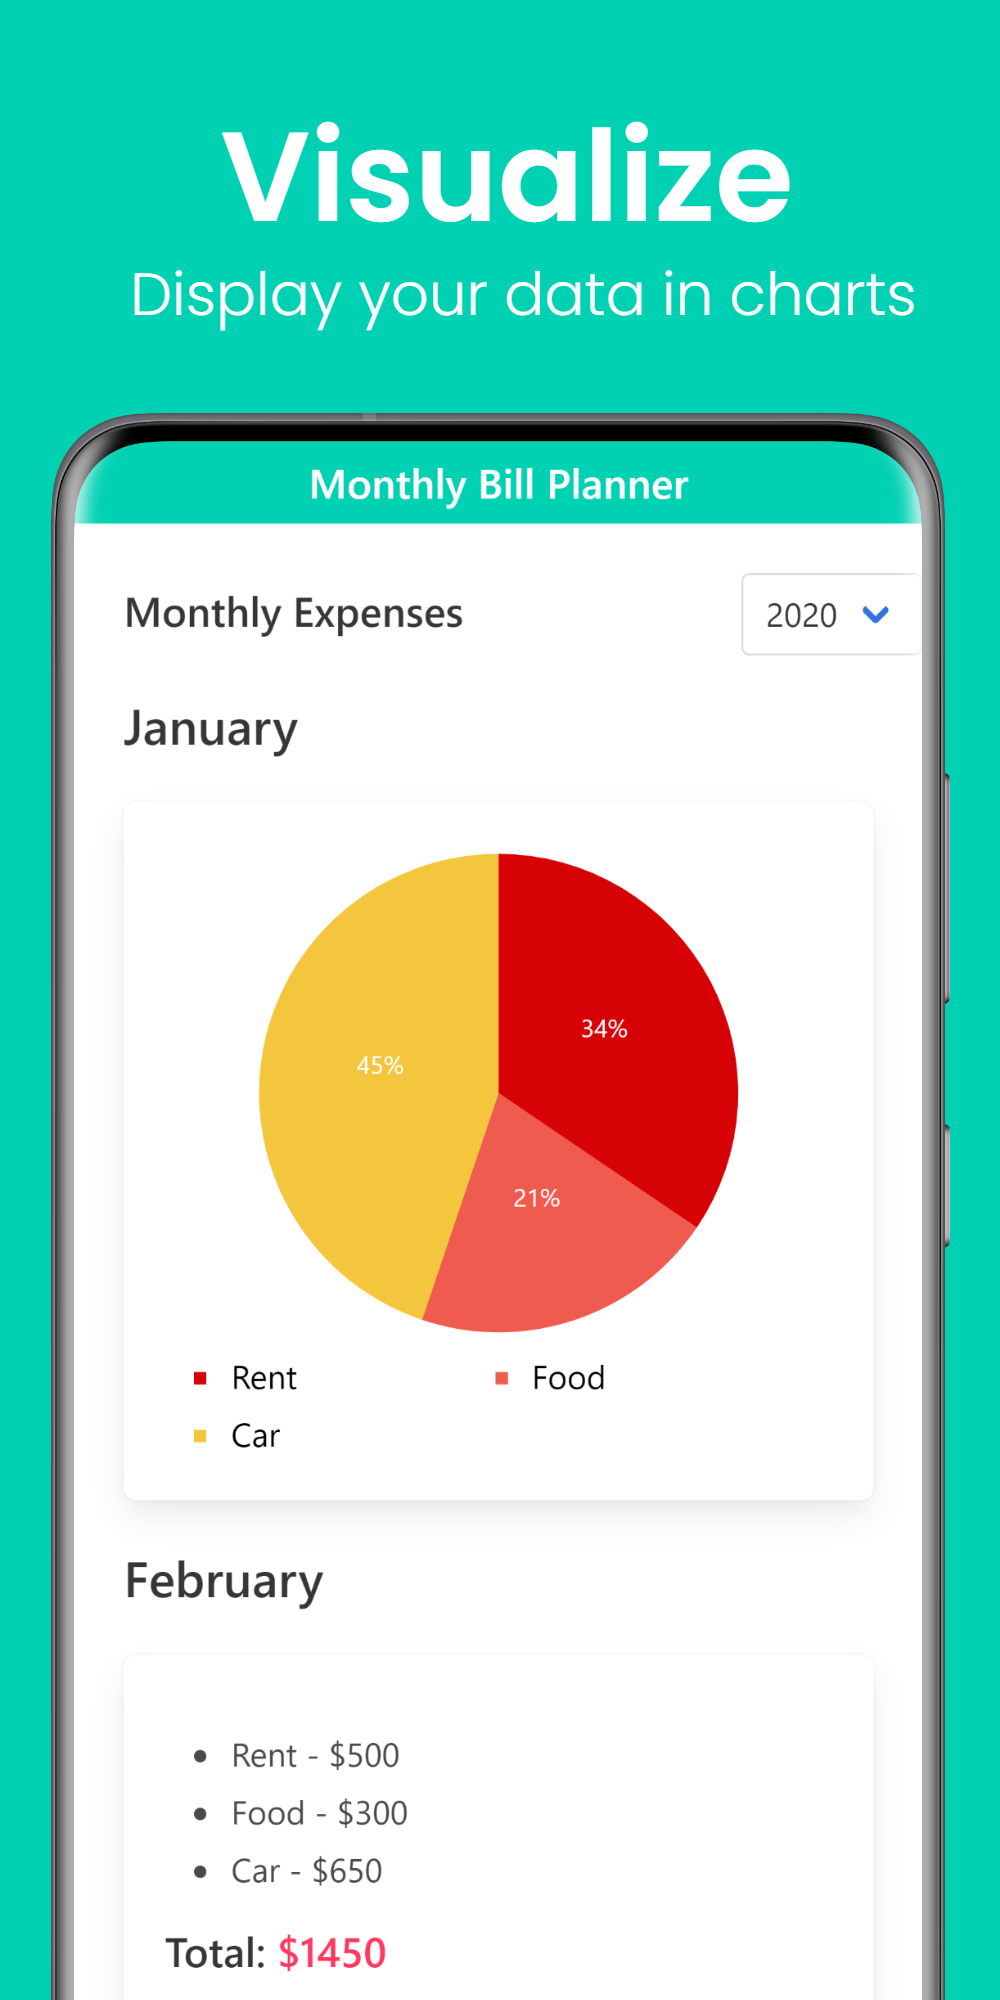 Visualize
Display your data in charts
Monthly Bill Planner
Monthly Expenses
2020
January
34%
45%
21%
Rent
Food
Car
February
Rent - $500
Food - $300
Car - $650
Total: $1450